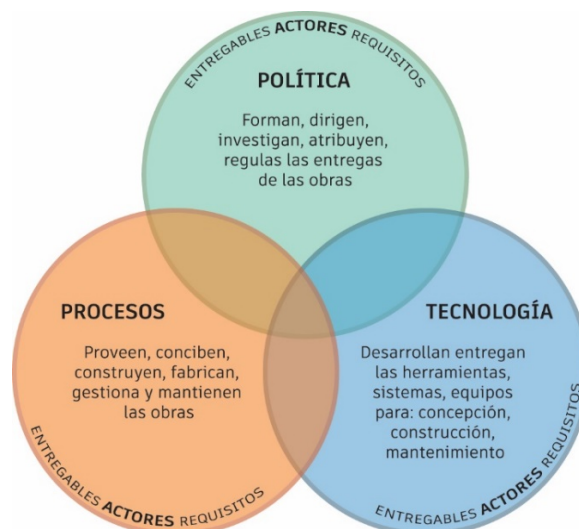 ENTREGABLES ACTORES REQUISITOS
POLÍTICA
Forman, dirigen,
investigan, atribuyen,
regulas las entregas
de las obras
PROCESOS
Proveen, conciben,
construyen, fabrican,
gestiona y mantienen
las obras
ENTREGABLES ACTORES REQUISITOS
TECNOLOGÍA
Desarrollan entregan
las herramientas,
sistemas, equipos
para: concepción,
construcción,
mantenimiento
ENTREGABLES ACTORES REQUISITOS